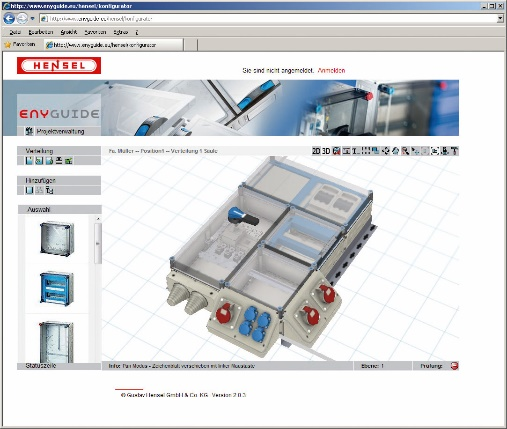 http://www.enyguide.eu/hensel/konfigurator
http://www.enyguide.eu/hensel/konfigurator
Datei Bearbeiten Ansicht Favoriten Extras ?
Favoriten http://www.enyguide.eu/hensel/konfigurator
HENSEL
Sie sind nicht angemeldet. Anmelden
ENYGUIDE
Projektverwaltung
Verteilung
Fa. Müller -- Position1 -- Verteilung 1 Säule
2D 3D
Hinzufügen
Auswahl
Statuszeile
Info: Pan Modus - Zeichenblatt verschieben mit linker Maustaste
Ebene: 1
Prüfung:
© Gustav Hensel GmbH & Co. KG Version 2.0.3